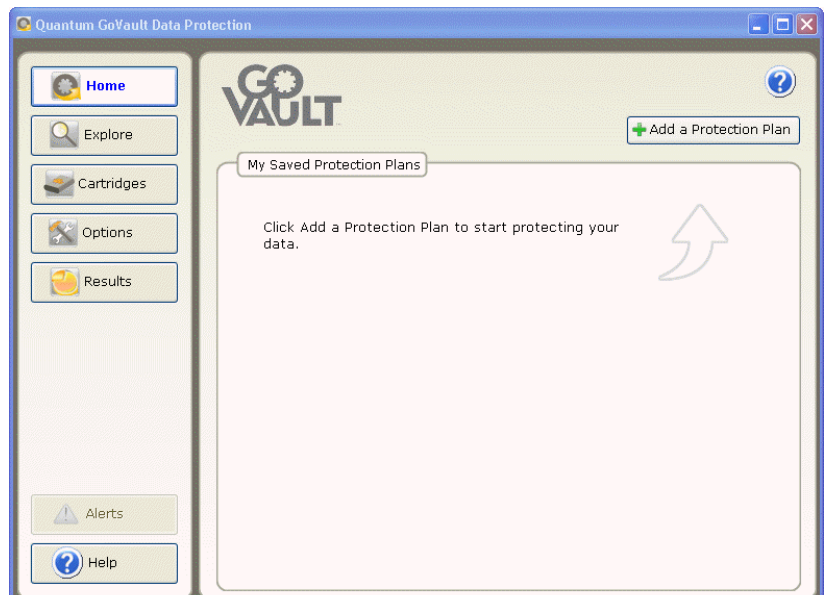 Quantum GoVault Data Protection
Home
Explore
Cartridges
Options
Results
Alerts
Help
GO
VAULT
Add a Protection Plan
My Saved Protection Plans
Click Add a Protection Plan to start protecting your
data.